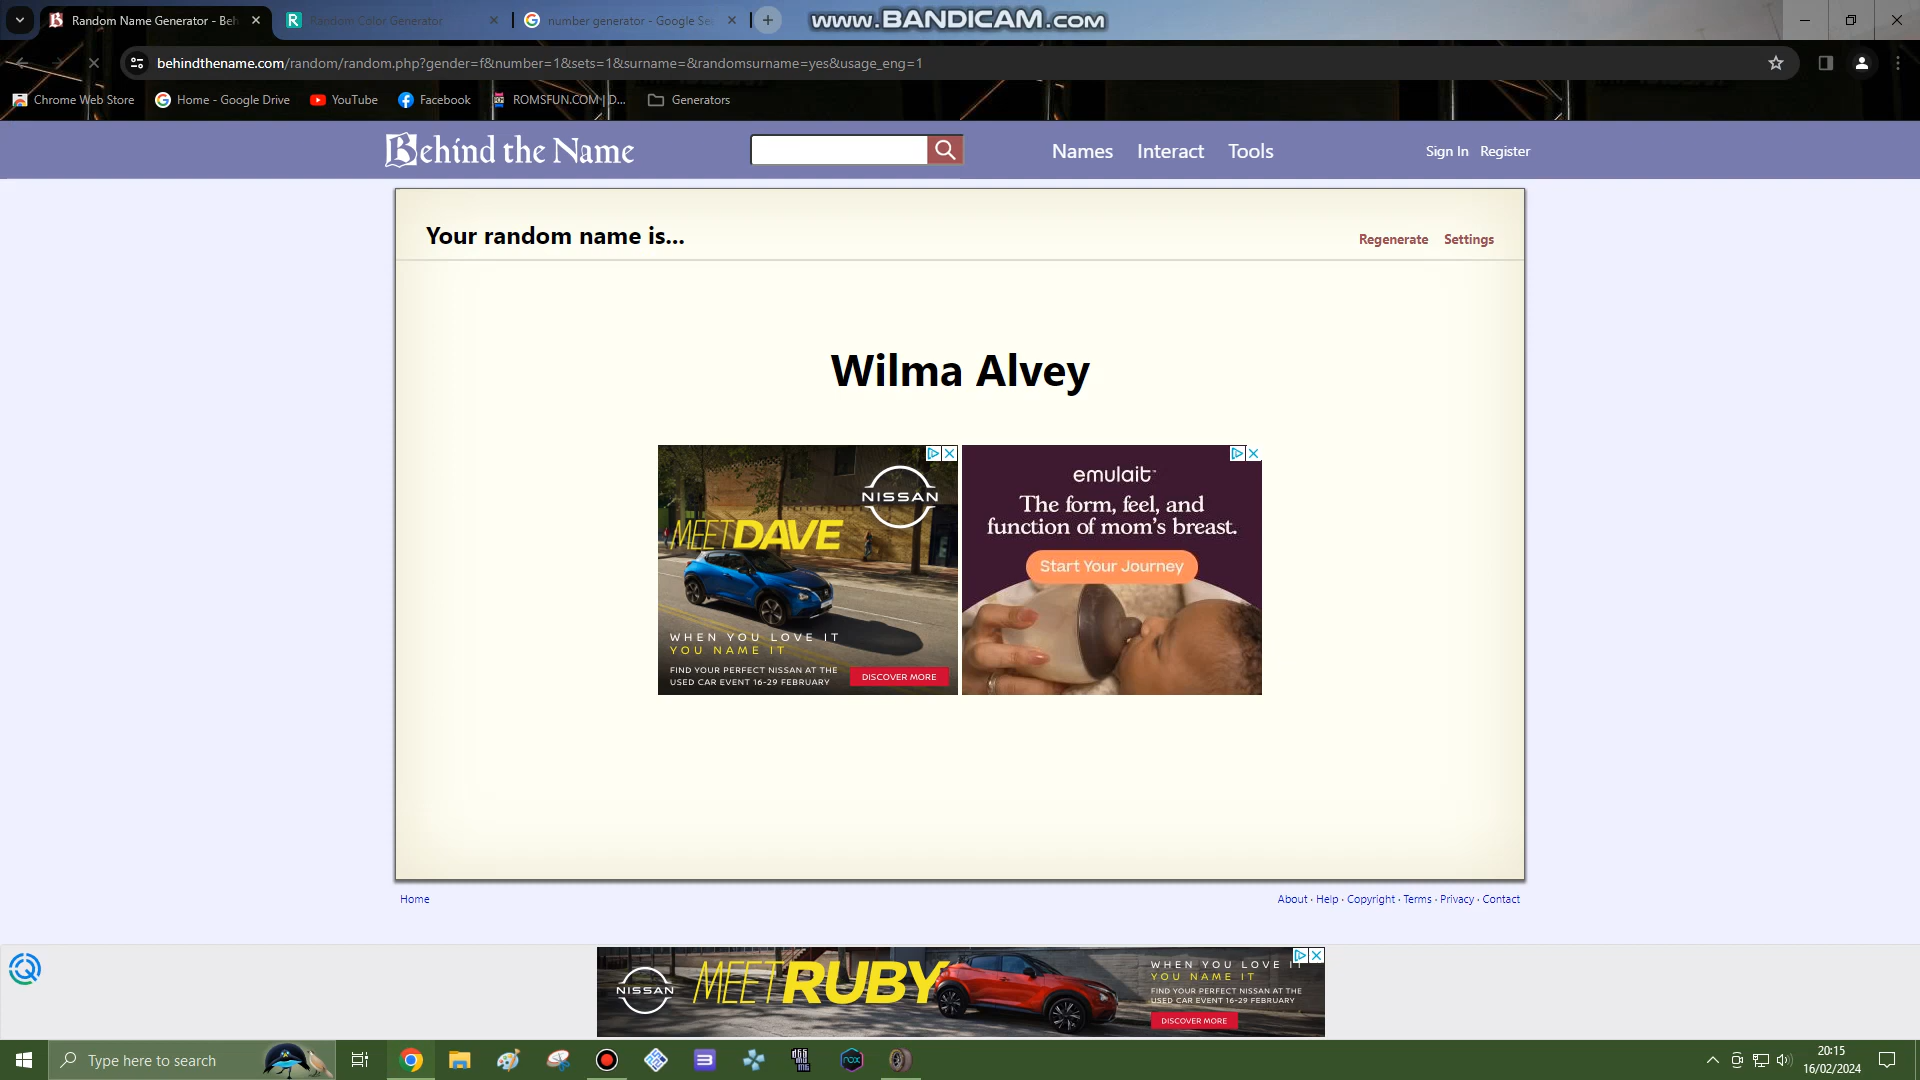 Random Name Generator - Beh
Random Color Generator
number generator - Google Se
www.BANDICAM.com
behindthename.com/random/random.php?gender=f&number=1&sets=1&surname=&randomsurname=yes&usage_eng=1
Chrome Web Store
Home - Google Drive
YouTube
Facebook
ROMSFUN.COM | D...
Generators
Behind the Name
Names
Interact
Tools
Sign In
Register
Your random name is...
Regenerate
Settings
Wilma Alvey
NISSAN
MEET DAVE
WHEN YOU LOVE IT
YOU NAME IT
FIND YOUR PERFECT NISSAN AT THE
USED CAR EVENT 16-29 FEBRUARY
DISCOVER MORE
emulait™
The form, feel, and
function of mom's breast.
Start Your Journey
Home
About · Help · Copyright · Terms · Privacy · Contact
NISSAN
MEET RUBY
WHEN YOU LOVE IT
YOU NAME IT
FIND YOUR PERFECT NISSAN AT THE
USED CAR EVENT 16-29 FEBRUARY
DISCOVER MORE
Type here to search
nox
20:15
16/02/2024